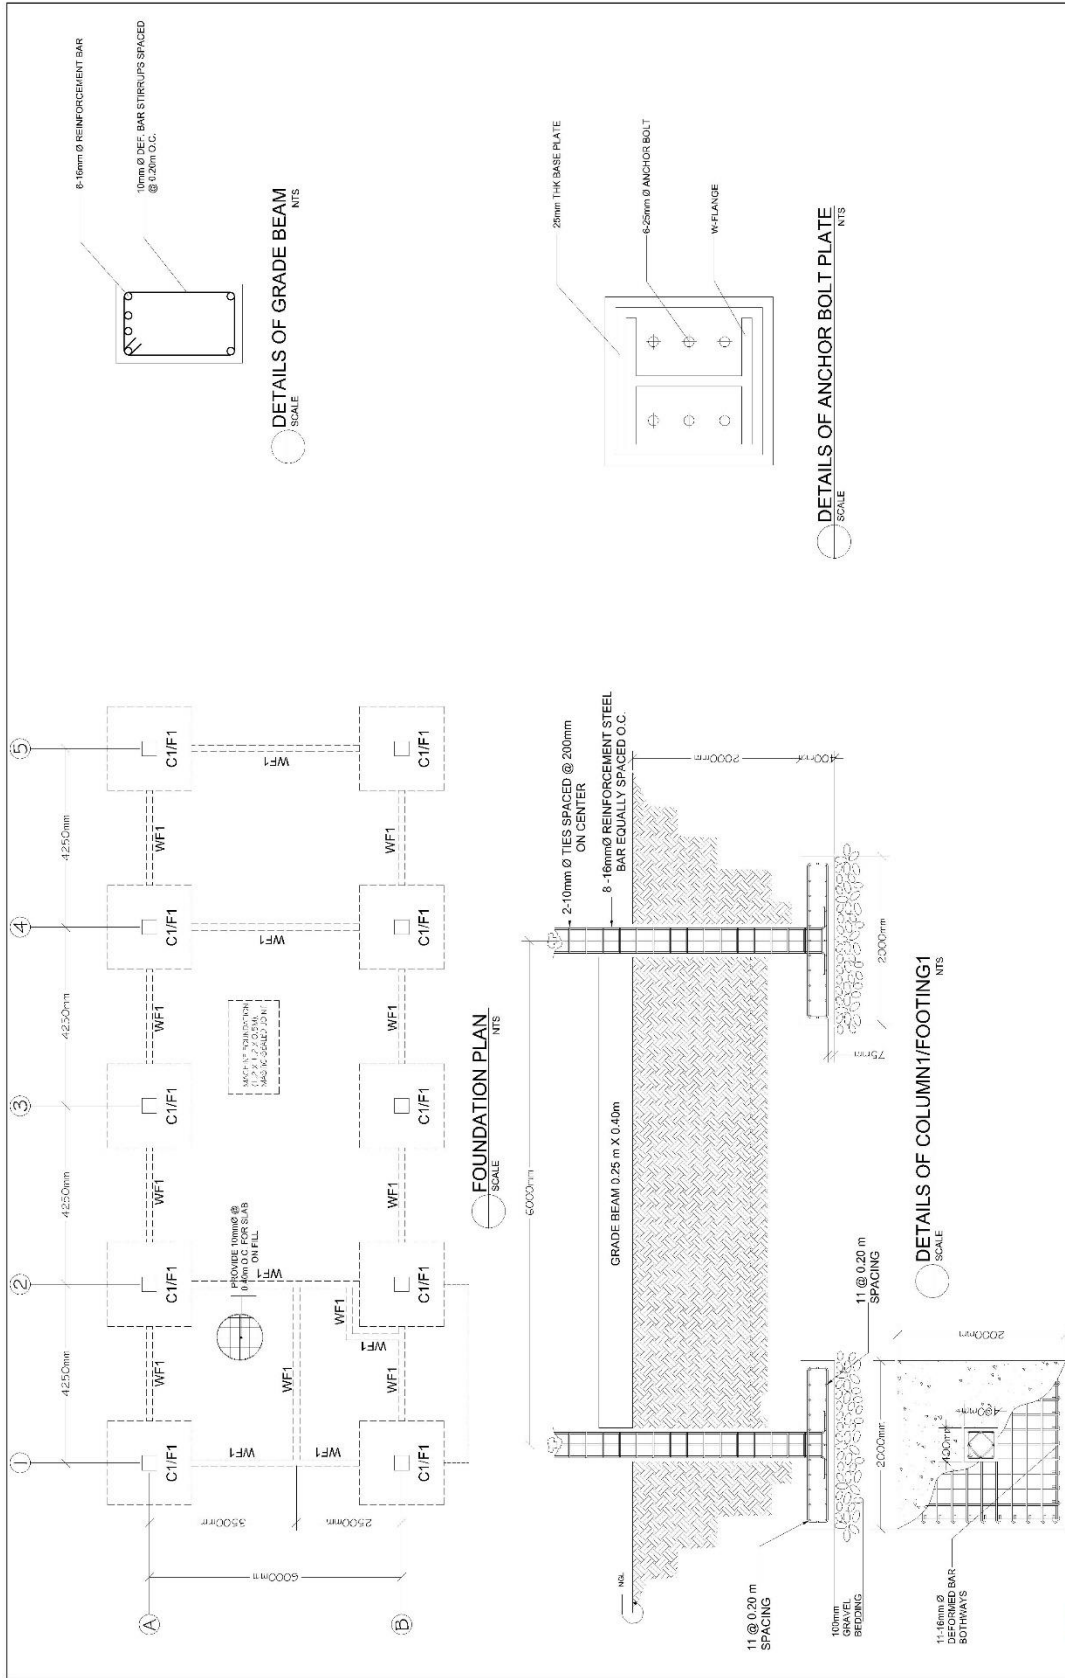 1
2
3
4
5
4250mm
4250mm
4250mm
4250mm
A
B
6000mm
3500mm
2500mm
C1/F1
C1/F1
C1/F1
C1/F1
C1/F1
WF1
WF1
WF1
WF1
WF1
WF1
WF1
WF1
PROVIDE 10mmØ @
0.40m O.C. FOR SLAB
ON FILL
WF1
WF1
WF1
WF1
WF1
WF1
WF1
WF1
C1/F1
C1/F1
C1/F1
C1/F1
C1/F1
FOUNDATION PLAN
SCALE
NTS
6-16mm Ø REINFORCEMENT BAR
10mm Ø DEF. BAR STIRRUPS SPACED
@ 0.20m O.C.
DETAILS OF GRADE BEAM
SCALE
NTS
6000mm
2-10mm Ø TIES SPACED @ 200mm
ON CENTER
8 -16mmØ REINFORCEMENT STEEL
BAR EQUALLY SPACED O.C.
NGL
GRADE BEAM 0.25 m X 0.40m
2000mm
400mm
75mm
2000mm
2000mm
11 @ 0.20 m
SPACING
11 @ 0.20 m
SPACING
100mm
GRAVEL
BEDDING
11-16mm Ø
DEFORMED BAR
BOTHWAYS
400mm
400mm
2000mm
DETAILS OF COLUMN1/FOOTING1
SCALE
NTS
25mm THK BASE PLATE
6-25mm Ø ANCHOR BOLT
W-FLANGE
DETAILS OF ANCHOR BOLT PLATE
SCALE
NTS